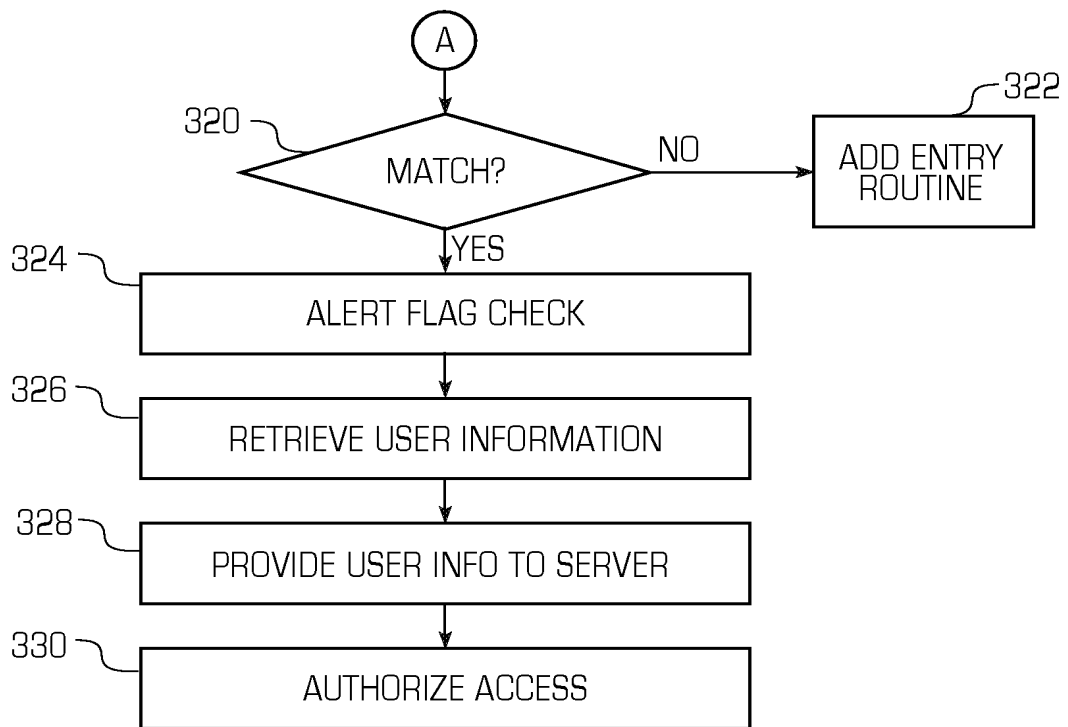 A
320
MATCH?
NO
322
ADD ENTRY
ROUTINE
YES
324
ALERT FLAG CHECK
326
RETRIEVE USER INFORMATION
328
PROVIDE USER INFO TO SERVER
330
AUTHORIZE ACCESS